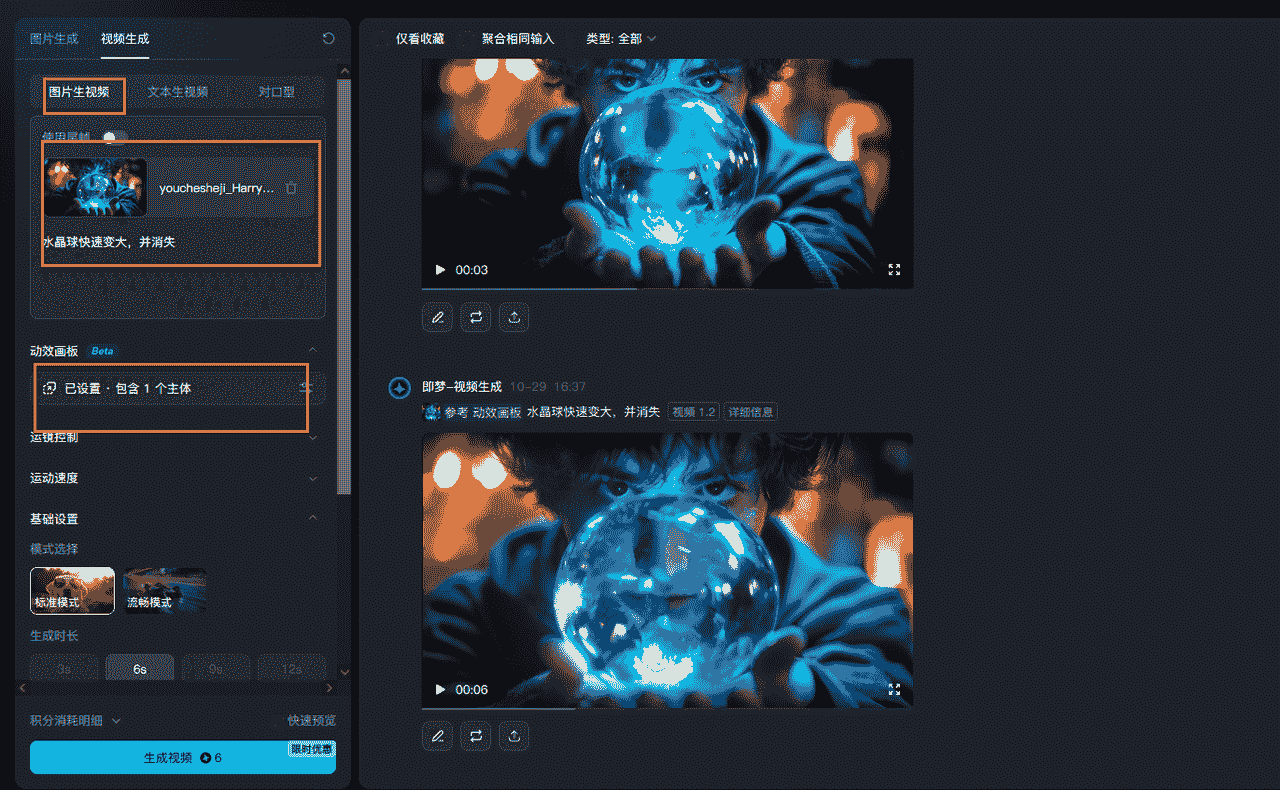 图片生成 视频生成
图片生视频 文本生视频 对口型
使用尾帧
youchesheji_Harry...
水晶球快速变大，并消失
动效画板 Beta
已设置 · 包含 1 个主体
运镜控制
运动速度
基础设置
模式选择
标准模式 流畅模式
生成时长
3s 6s 9s 12s
积分消耗明细 快速预览
限时优惠
生成视频 6
仅看收藏 聚合相同输入 类型: 全部
00:03
即梦-视频生成 10-29 16:37
参考 动效画板 水晶球快速变大，并消失 视频 1.2 详细信息
00:06